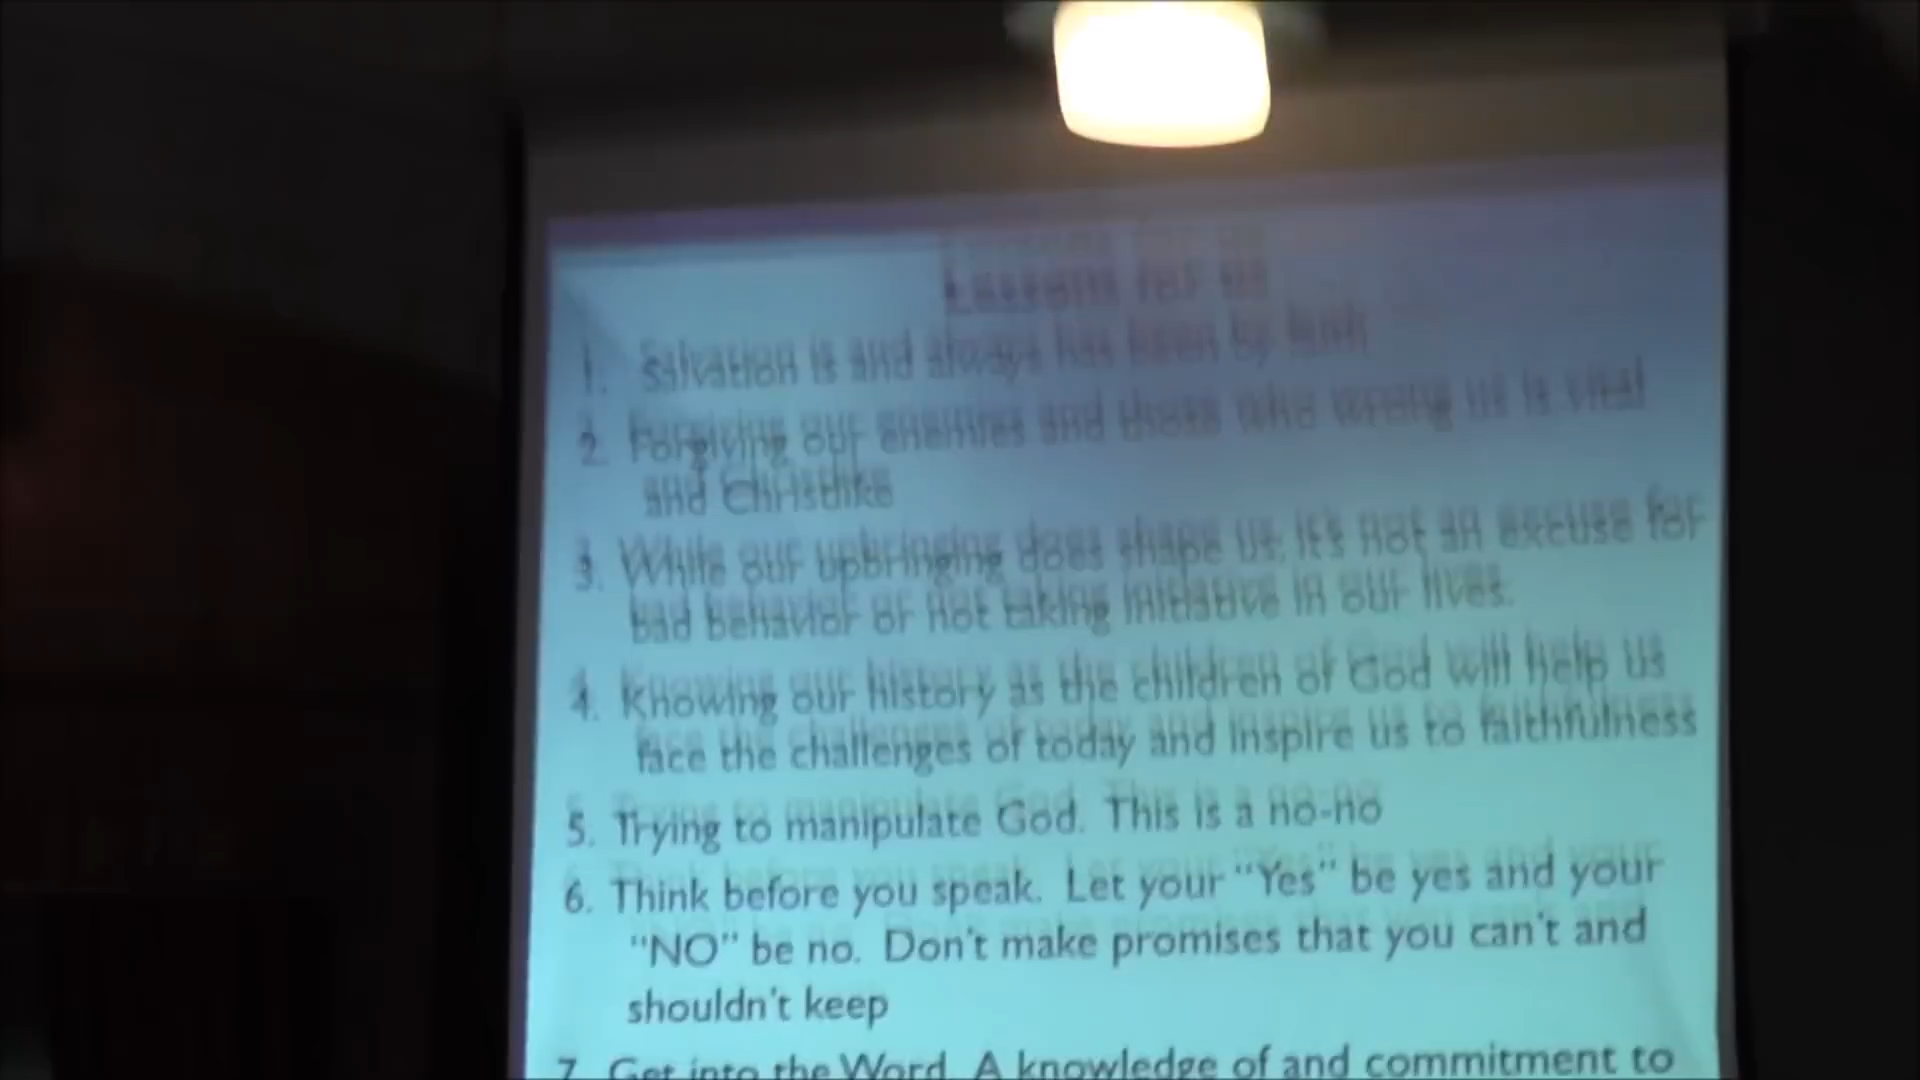 Lessons for us
1. Salvation is and always has been by faith
2. Forgiving our enemies and those who wrong us is vital
and Christlike
3. While our upbringing does shape us, it's not an excuse for
bad behavior or not taking initiative in our lives.
4. Knowing our history as the children of God will help us
face the challenges of today and inspire us to faithfulness
5. Trying to manipulate God. This is a no-no
6. Think before you speak. Let your "Yes" be yes and your
"NO" be no. Don't make promises that you can't and
shouldn't keep
7. Get into the Word. A knowledge of and commitment to